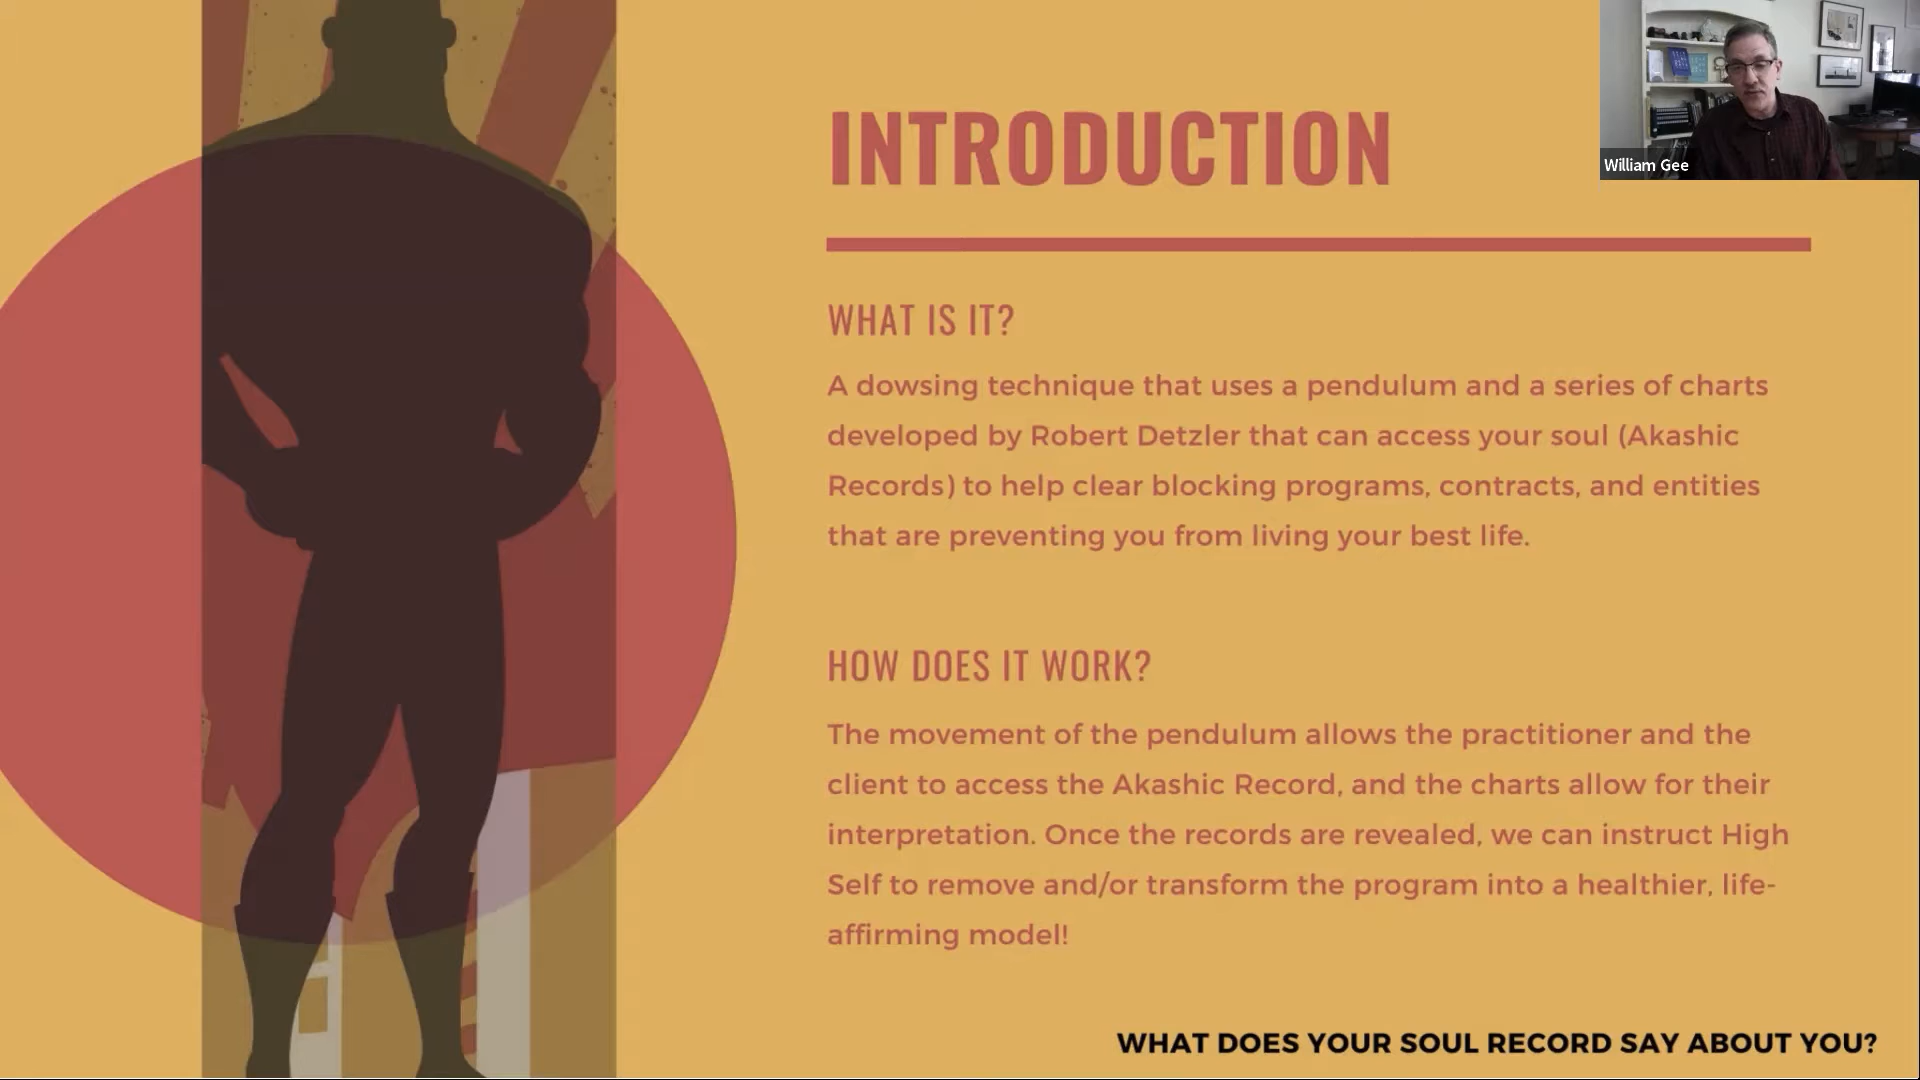 INTRODUCTION
William Gee
WHAT IS IT?
A dowsing technique that uses a pendulum and a series of charts
developed by Robert Detzler that can access your soul (Akashic
Records) to help clear blocking programs, contracts, and entities
that are preventing you from living your best life.
HOW DOES IT WORK?
The movement of the pendulum allows the practitioner and the
client to access the Akashic Record, and the charts allow for their
interpretation. Once the records are revealed, we can instruct High
Self to remove and/or transform the program into a healthier, life-
affirming model!
WHAT DOES YOUR SOUL RECORD SAY ABOUT YOU?